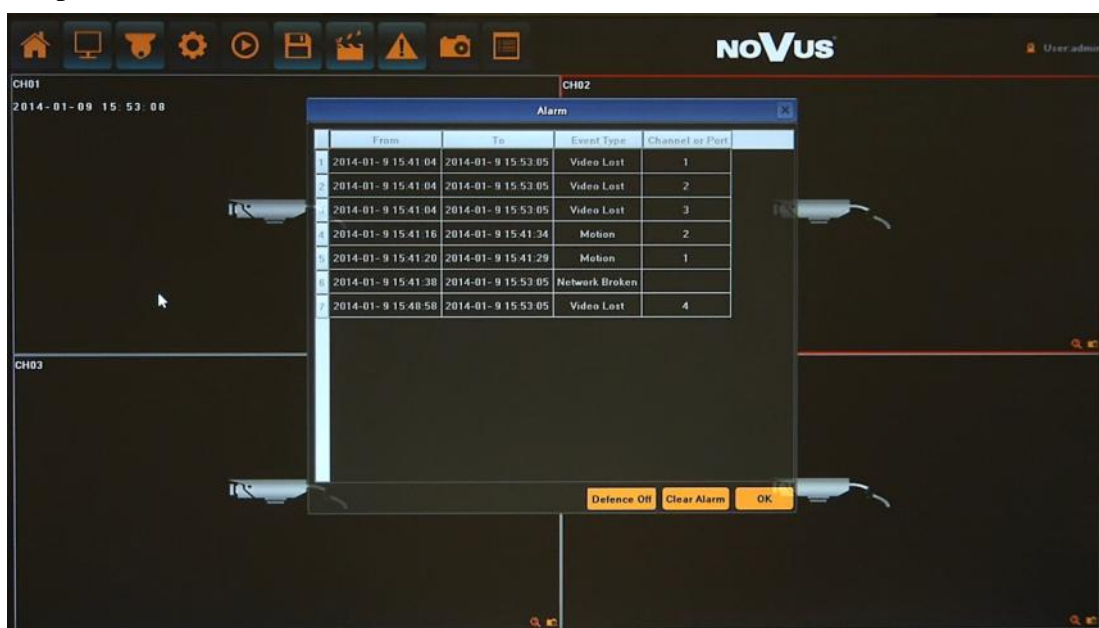 NOVUS
User:admin
CH01
CH02
2014-01-09 15:53:08
Alarm
From To Event Type Channel or Port
1 2014-01- 9 15:41:04 2014-01- 9 15:53:05 Video Lost 1
2 2014-01- 9 15:41:04 2014-01- 9 15:53:05 Video Lost 2
3 2014-01- 9 15:41:04 2014-01- 9 15:53:05 Video Lost 3
4 2014-01- 9 15:41:16 2014-01- 9 15:41:34 Motion 2
5 2014-01- 9 15:41:20 2014-01- 9 15:41:29 Motion 1
6 2014-01- 9 15:41:38 2014-01- 9 15:53:05 Network Broken
7 2014-01- 9 15:48:58 2014-01- 9 15:53:05 Video Lost 4
CH03
Defence Off Clear Alarm OK